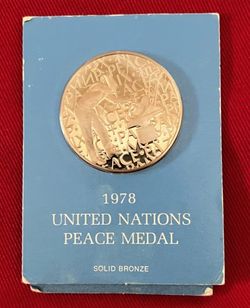 1978
UNITED NATIONS
PEACE MEDAL
SOLID BRONZE